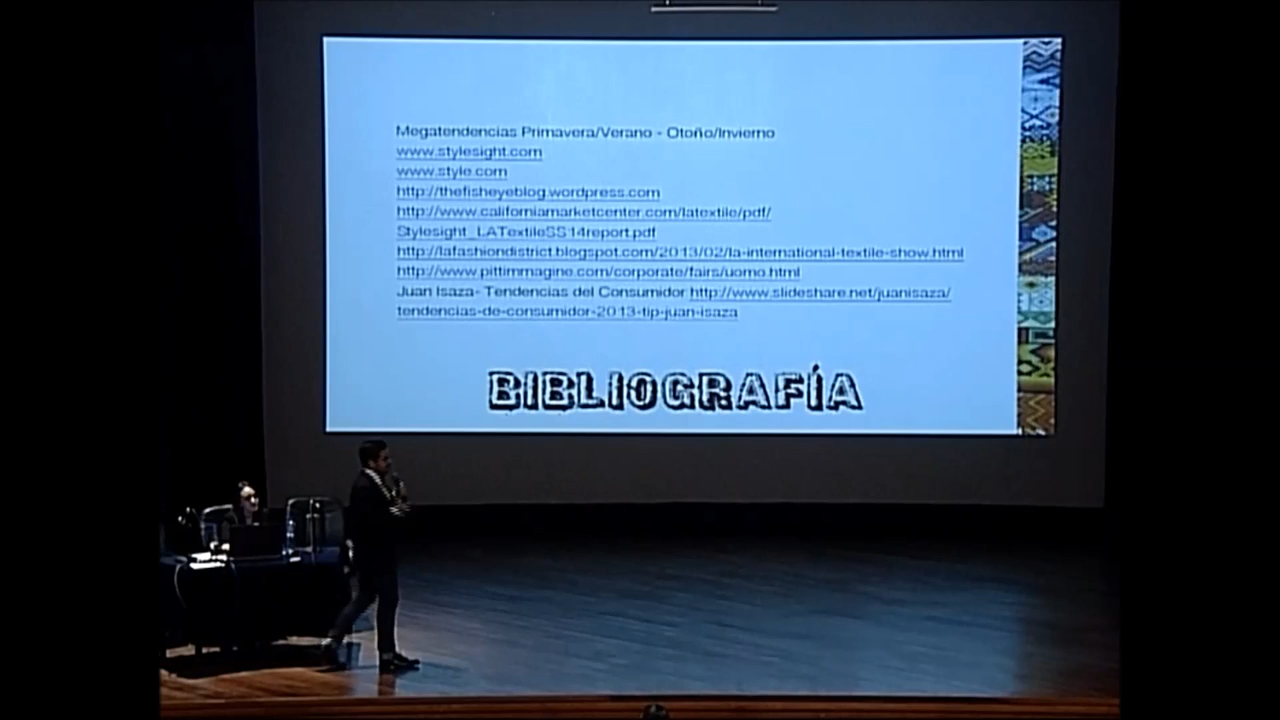 Megatendencias Primavera/Verano - Otoño/Invierno
www.stylesight.com
www.style.com
http://thefisheyeblog.wordpress.com
http://www.californiamarketcenter.com/latextile/pdf/
Stylesight_LATextileSS14report.pdf
http://lafashiondistrict.blogspot.com/2013/02/la-international-textile-show.html
http://www.pittimmagine.com/corporate/fairs/uomo.html
Juan Isaza- Tendencias del Consumidor http://www.slideshare.net/juanisaza/
tendencias-de-consumidor-2013-tip-juan-isaza
BIBLIOGRAFÍA